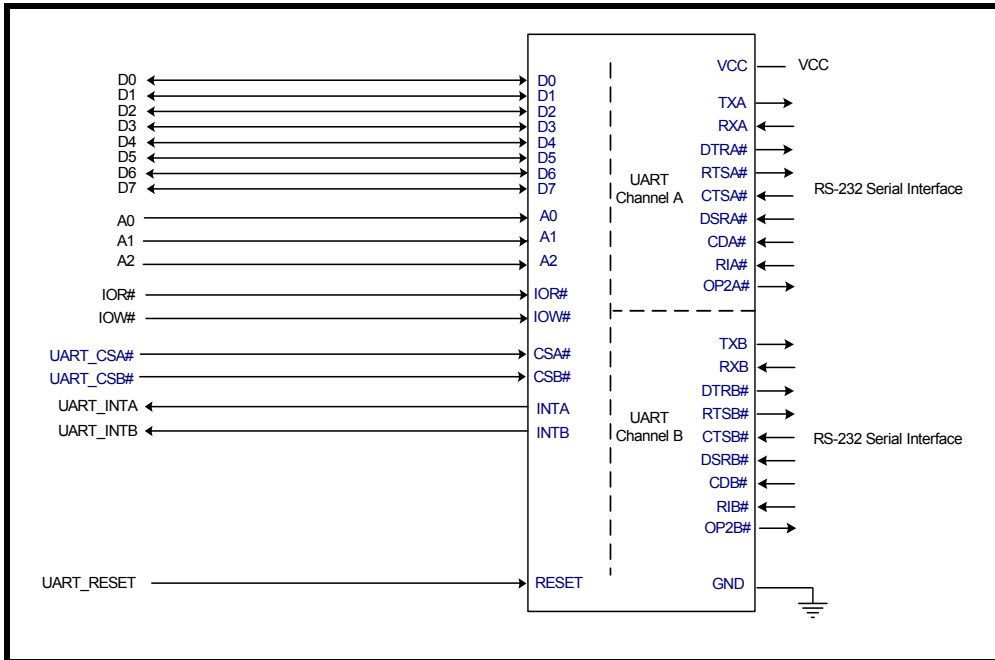 D0
D1
D2
D3
D4
D5
D6
D7
A0
A1
A2
IOR#
IOW#
UART_CSA#
UART_CSB#
UART_INTA
UART_INTB
UART_RESET
D0
D1
D2
D3
D4
D5
D6
D7
A0
A1
A2
IOR#
IOW#
CSA#
CSB#
INTA
INTB
RESET
UART
Channel A
UART
Channel B
VCC
TXA
RXA
DTRA#
RTSA#
CTSA#
DSRA#
CDA#
RIA#
OP2A#
TXB
RXB
DTRB#
RTSB#
CTSB#
DSRB#
CDB#
RIB#
OP2B#
GND
VCC
RS-232 Serial Interface
RS-232 Serial Interface